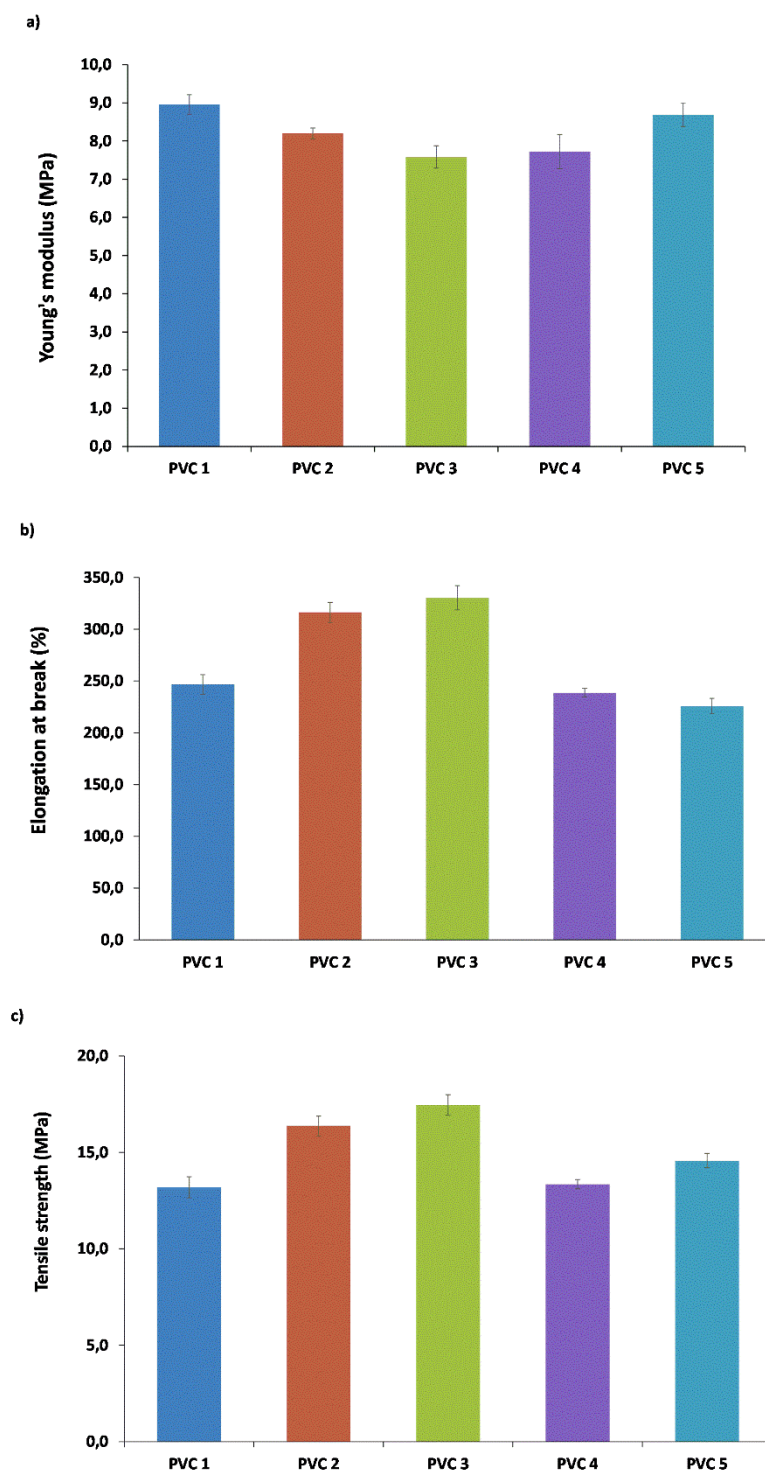 a)
Young's modulus (MPa)
10,0
9,0
8,0
7,0
6,0
5,0
4,0
3,0
2,0
1,0
0,0
PVC 1 PVC 2 PVC 3 PVC 4 PVC 5
b)
Elongation at break (%)
350,0
300,0
250,0
200,0
150,0
100,0
50,0
0,0
PVC 1 PVC 2 PVC 3 PVC 4 PVC 5
c)
Tensile strength (MPa)
20,0
15,0
10,0
5,0
0,0
PVC 1 PVC 2 PVC 3 PVC 4 PVC 5